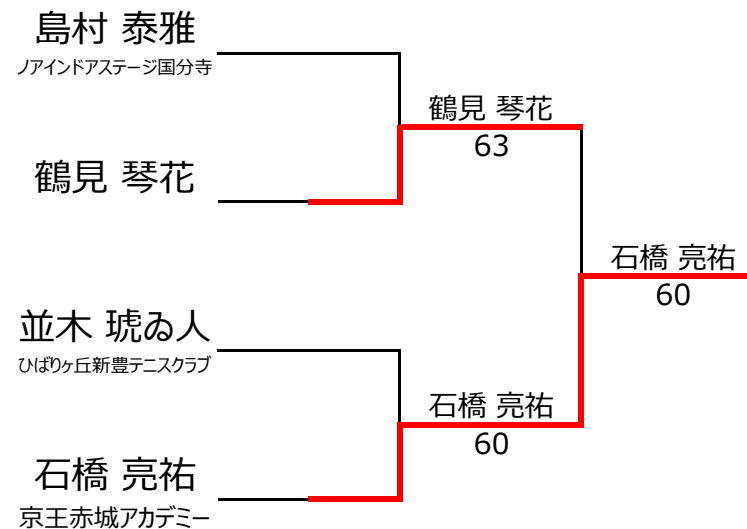 島村 泰雅
ノアインドアステージ国分寺
鶴見 琴花
63
鶴見 琴花
石橋 亮祐
60
並木 琥ゐ人
ひばりヶ丘新豊テニスクラブ
石橋 亮祐
60
石橋 亮祐
京王赤城アカデミー